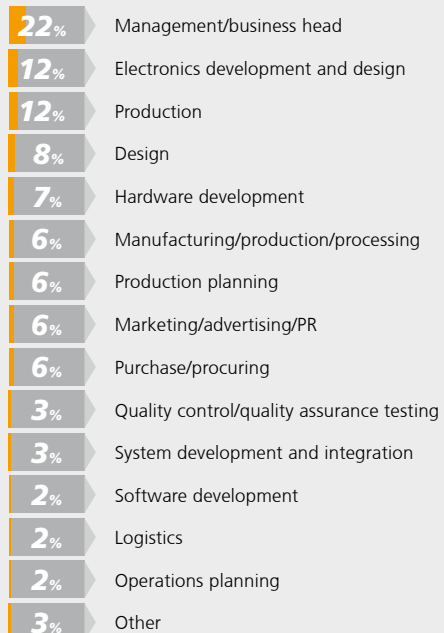 22% Management/business head
12% Electronics development and design
12% Production
8% Design
7% Hardware development
6% Manufacturing/production/processing
6% Production planning
6% Marketing/advertising/PR
6% Purchase/procuring
3% Quality control/quality assurance testing
3% System development and integration
2% Software development
2% Logistics
2% Operations planning
3% Other